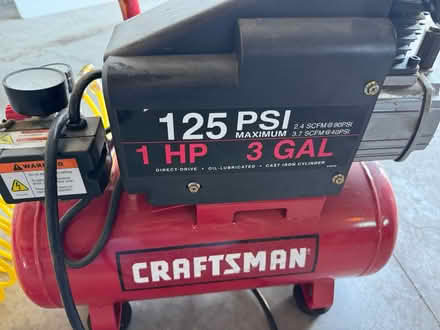 125 PSI
MAXIMUM
2.4 SCFM@90PSI
3.7 SCFM@40PSI
1 HP 3 GAL
DIRECT-DRIVE • OIL-LUBRICATED • CAST IRON CYLINDER
WARNING
CRAFTSMAN